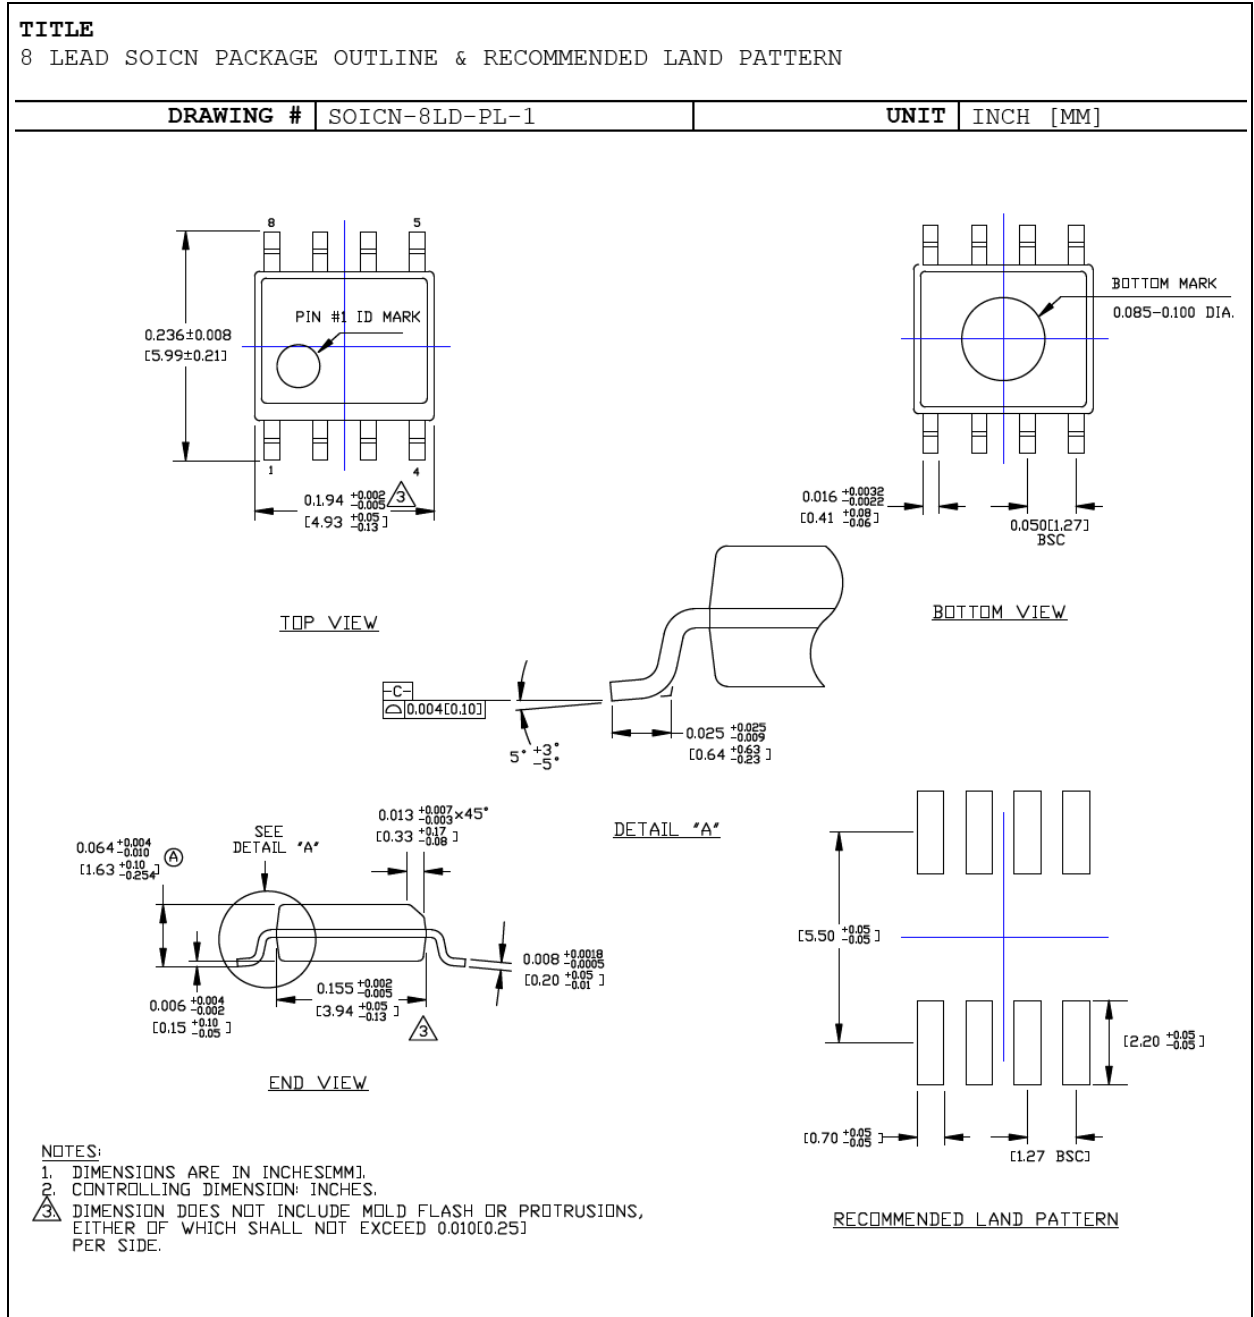 TITLE
8 LEAD SOICN PACKAGE OUTLINE & RECOMMENDED LAND PATTERN
DRAWING # SOICN-8LD-PL-1 UNIT INCH [MM]
8 5
PIN #1 ID MARK
0.236±0.008
[5.99±0.21]
1 4
0.1.94 +0.002 -0.005 3
[4.93 +0.05 -0.13 ]
TOP VIEW
BOTTOM MARK
0.085-0.100 DIA.
0.016 +0.0032 -0.0022
[0.41 +0.08 -0.06 ]
0.050[1.27]
BSC
BOTTOM VIEW
-C-
⌓ 0.004[0.10]
5° +3° -5°
0.025 +0.025 -0.009
[0.64 +0.63 -0.23 ]
DETAIL "A"
0.064 +0.004 -0.010
[1.63 +0.10 -0.254 ] A
SEE
DETAIL "A"
0.013 +0.007 -0.003 ×45°
[0.33 +0.17 -0.08 ]
0.006 +0.004 -0.002
[0.15 +0.10 -0.05 ]
0.155 +0.002 -0.005
[3.94 +0.05 -0.13 ]
3
0.008 +0.0018 -0.0005
[0.20 +0.05 -0.01 ]
END VIEW
[5.50 +0.05 -0.05 ]
[2.20 +0.05 -0.05 ]
[0.70 +0.05 -0.05 ]
[1.27 BSC]
RECOMMENDED LAND PATTERN
NOTES:
1. DIMENSIONS ARE IN INCHES[MM].
2. CONTROLLING DIMENSION: INCHES.
3. DIMENSION DOES NOT INCLUDE MOLD FLASH OR PROTRUSIONS,
EITHER OF WHICH SHALL NOT EXCEED 0.010[0.25]
PER SIDE.